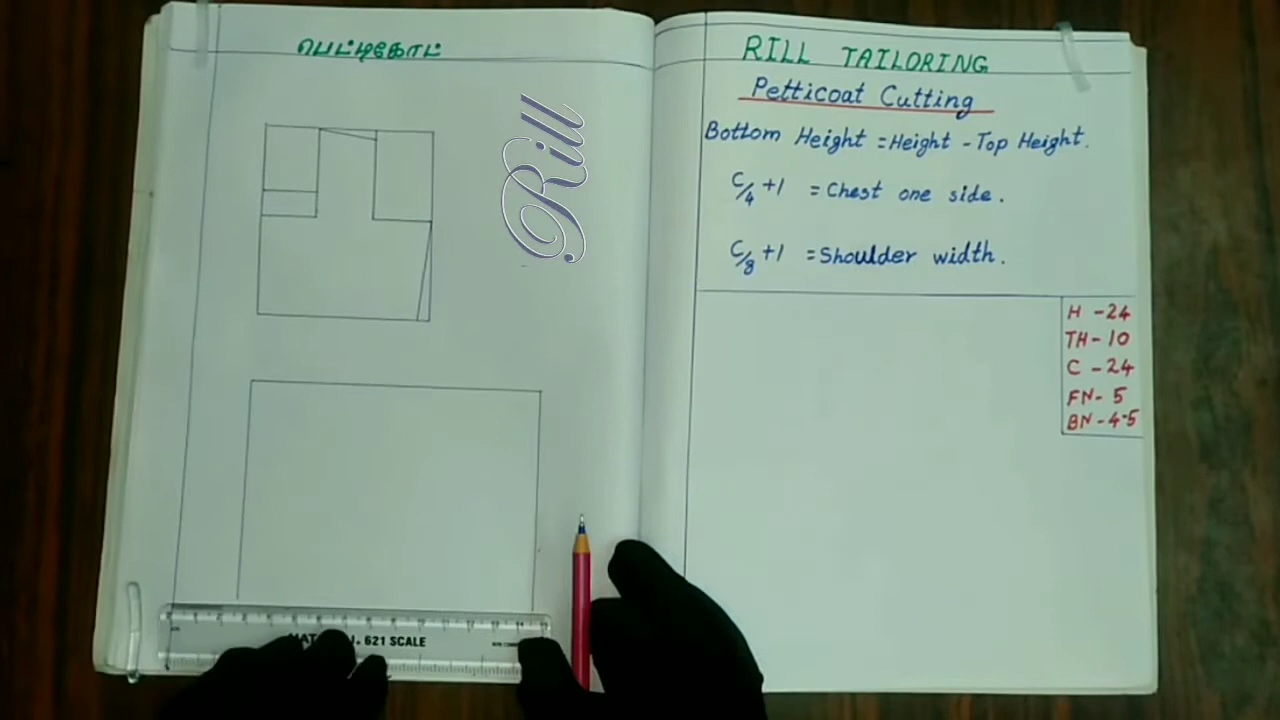 பெட்டிகோட்
Rill
RILL TAILORING
Petticoat Cutting
Bottom Height = Height - Top Height.
C/4 +1 = Chest one side.
C/8 +1 = Shoulder width.
H - 24
TH - 10
C - 24
FN - 5
BN - 4.5
621 SCALE